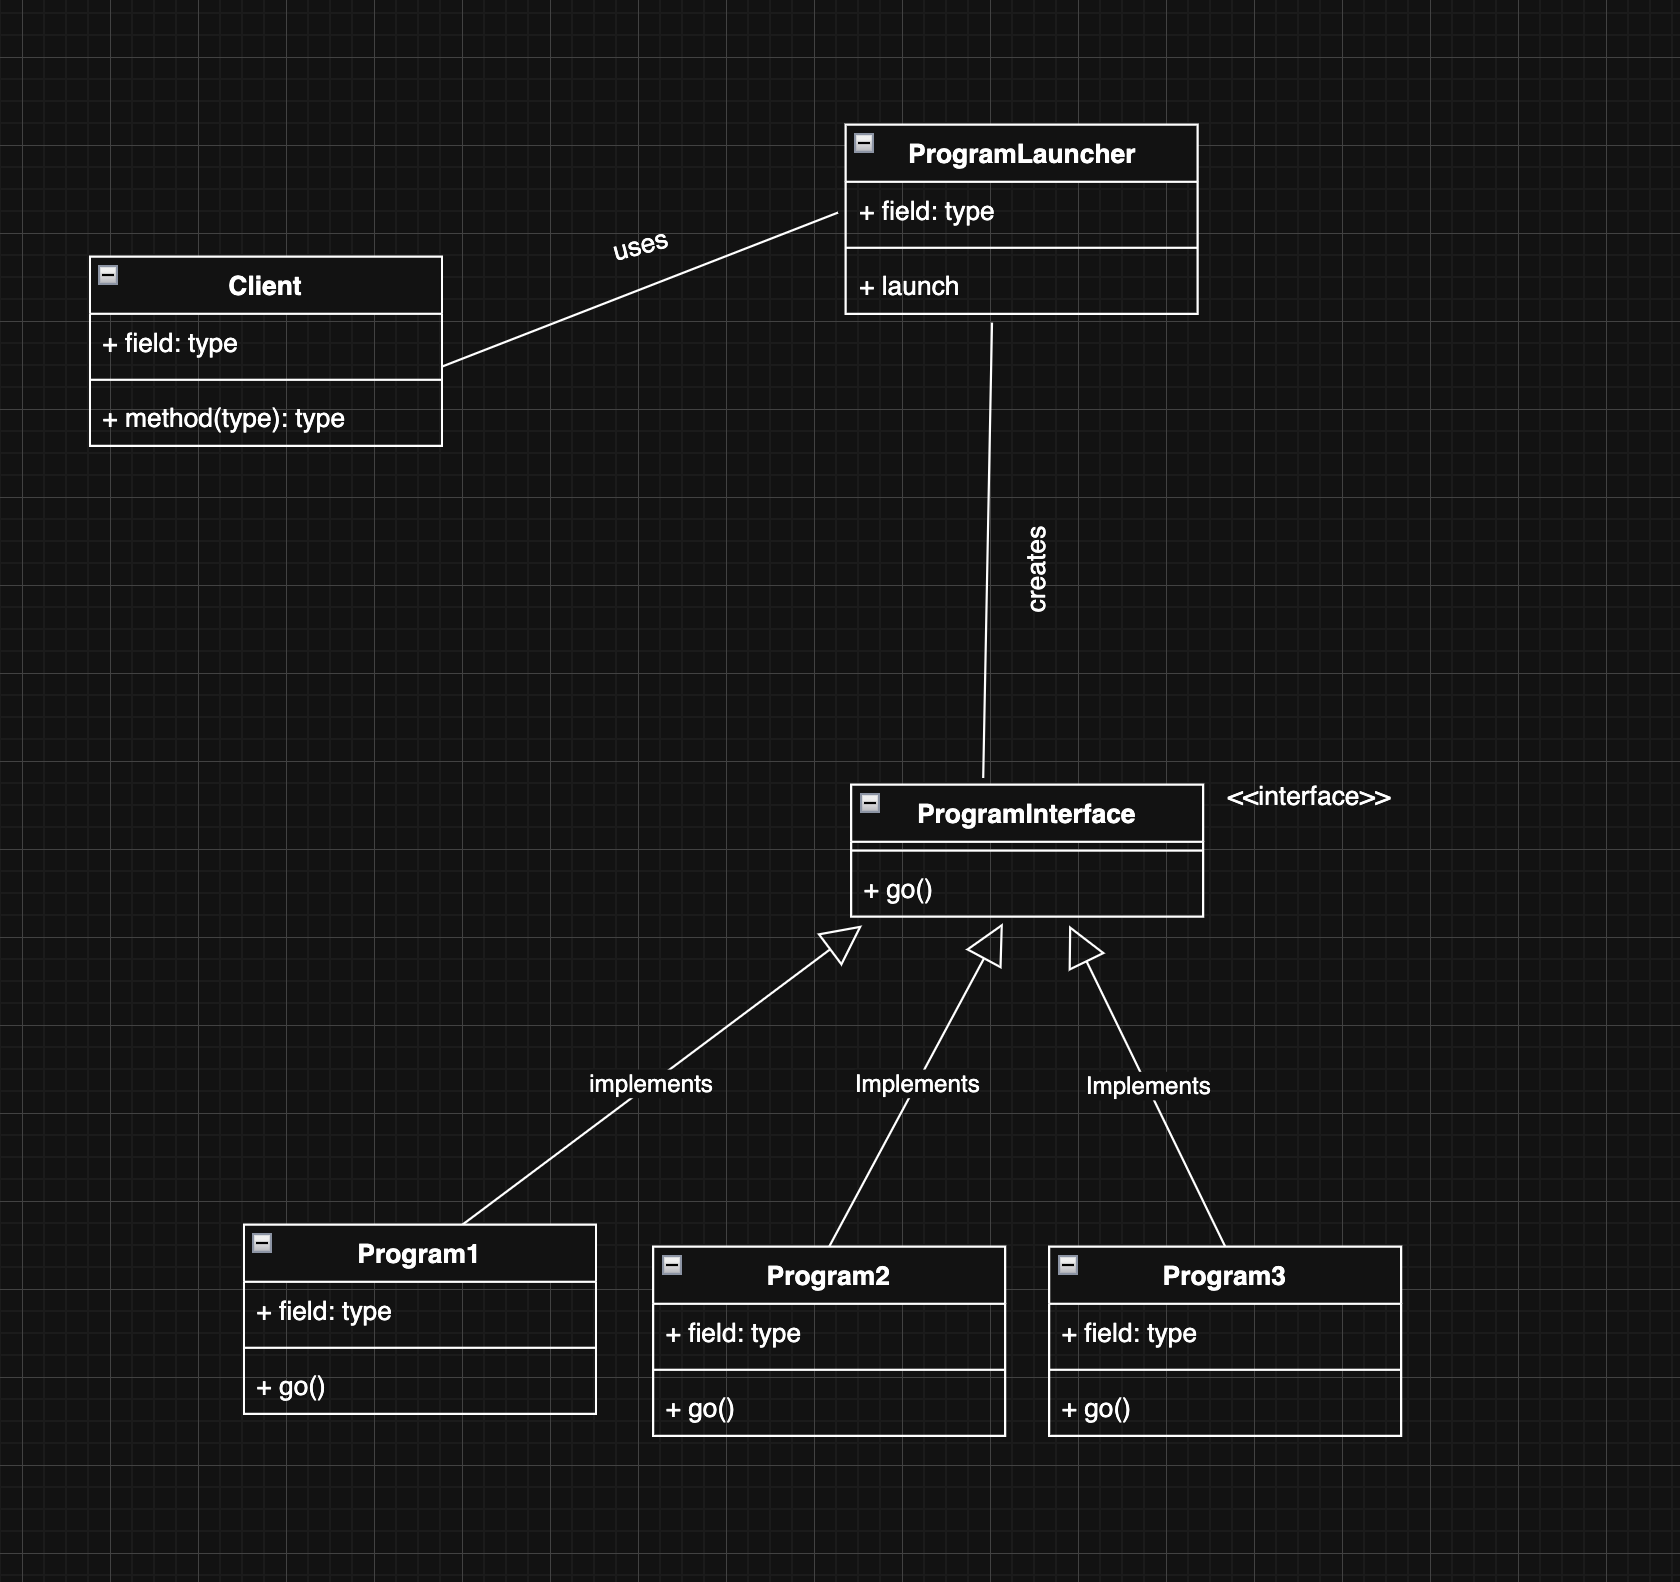 ProgramLauncher
+ field: type
+ launch
uses
Client
+ field: type
+ method(type): type
creates
ProgramInterface
<<interface>>
+ go()
implements
Implements
Implements
Program1
+ field: type
+ go()
Program2
+ field: type
+ go()
Program3
+ field: type
+ go()